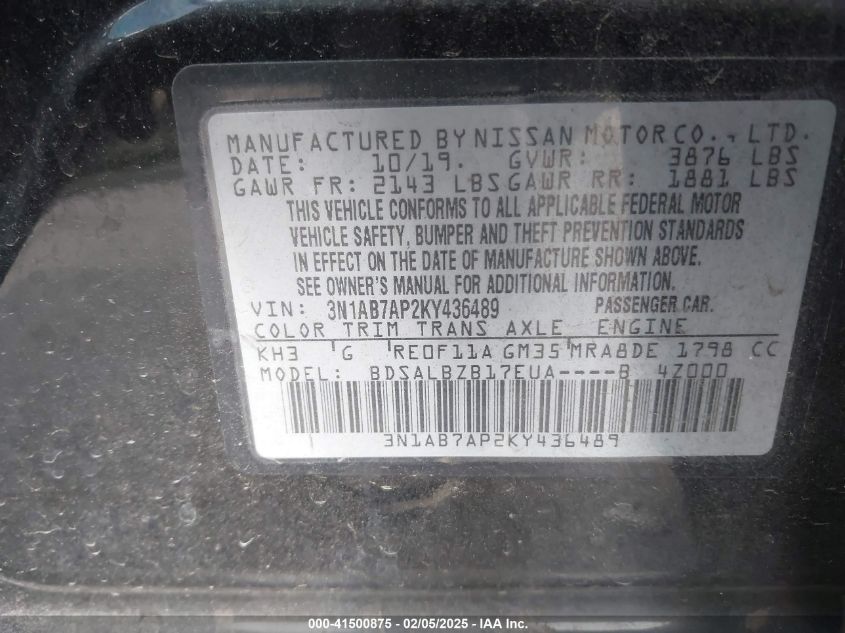 MANUFACTURED BY NISSAN MOTOR CO., LTD.
DATE: 10/19. GVWR: 3876 LBS
GAWR FR: 2143 LBS GAWR RR: 1881 LBS
THIS VEHICLE CONFORMS TO ALL APPLICABLE FEDERAL MOTOR
VEHICLE SAFETY, BUMPER AND THEFT PREVENTION STANDARDS
IN EFFECT ON THE DATE OF MANUFACTURE SHOWN ABOVE.
SEE OWNER'S MANUAL FOR ADDITIONAL INFORMATION.
VIN: 3N1AB7AP2KY436489 PASSENGER CAR.
COLOR TRIM TRANS AXLE ENGINE
KH3 G RE0F11A GM35 MRA8DE 1798 CC
MODEL: BDSALBZB17EUA----B 4Z000
3N1AB7AP2KY436489
000-41500875 - 02/05/2025 - IAA Inc.